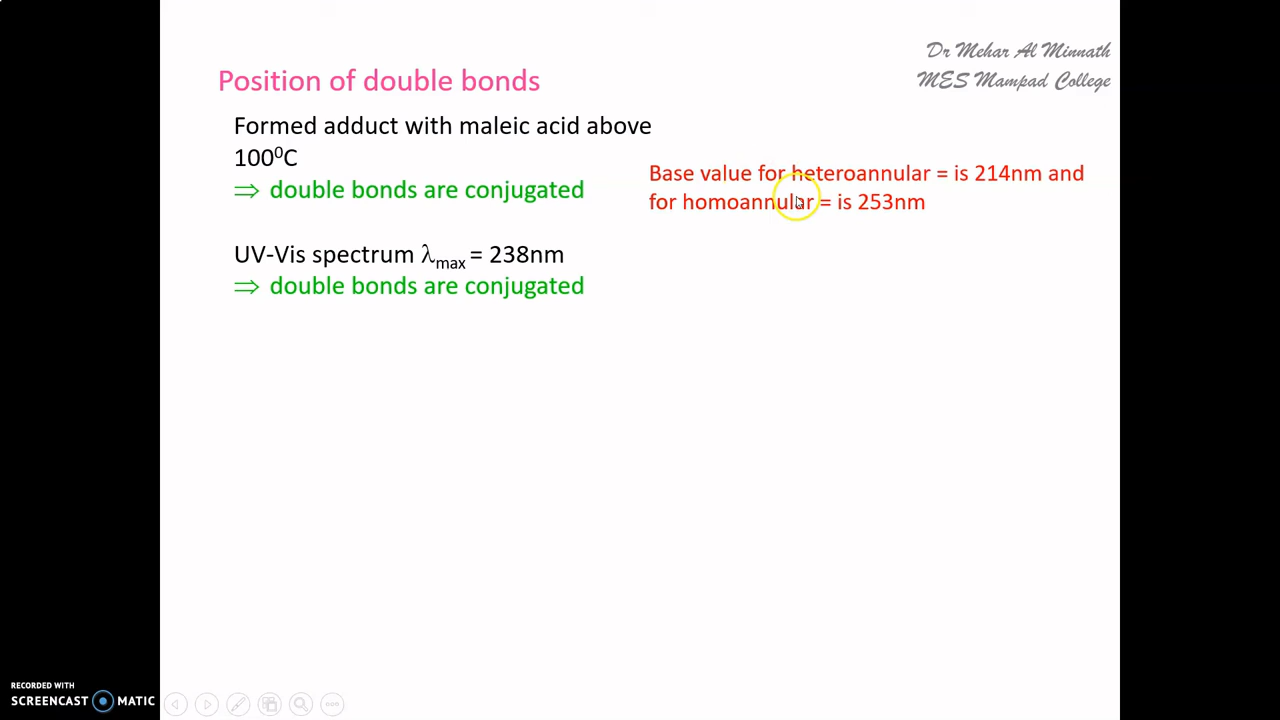 Dr Mehar Al Minnath
MES Mampad College
Position of double bonds
Formed adduct with maleic acid above
100⁰C
⇒ double bonds are conjugated
Base value for heteroannular = is 214nm and
for homoannular = is 253nm
UV-Vis spectrum λmax = 238nm
⇒ double bonds are conjugated
RECORDED WITH
SCREENCAST MATIC